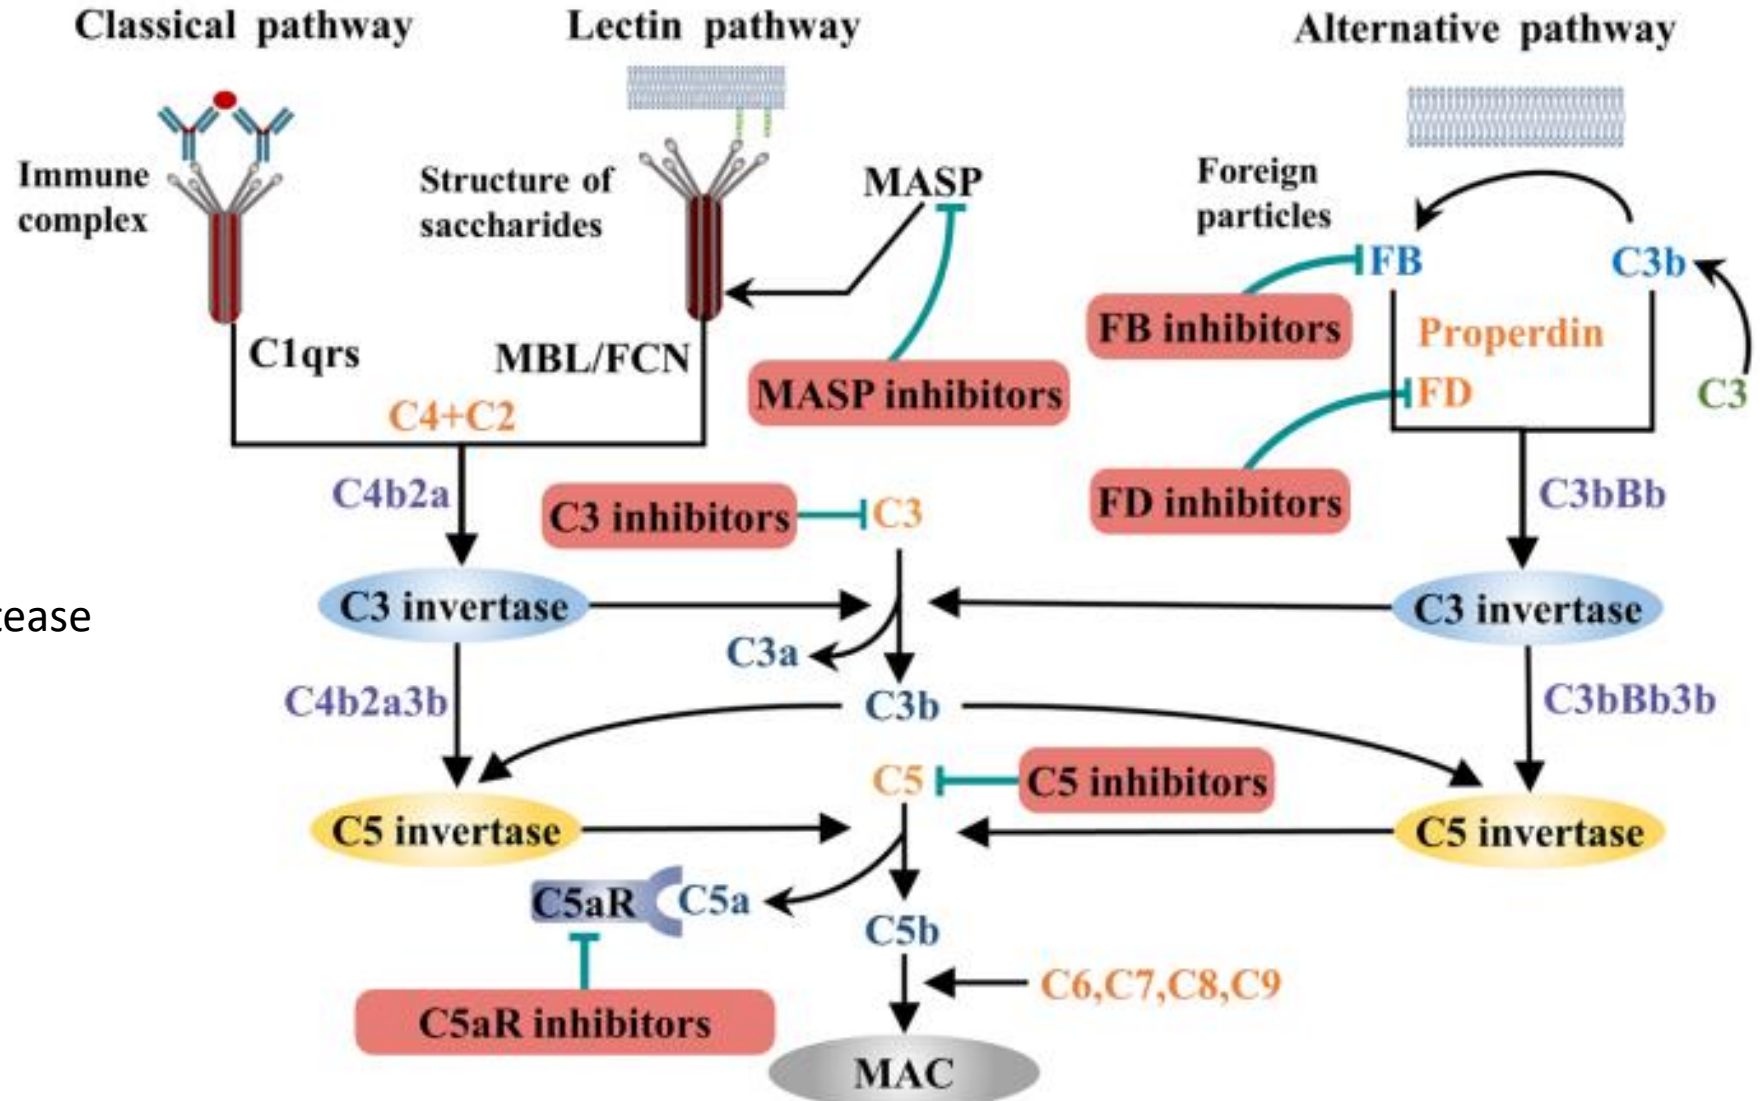 Classical pathway
Lectin pathway
Alternative pathway
Immune
complex
Structure of
saccharides
MASP
Foreign
particles
FB
C3b
FB inhibitors
Properdin
C1qrs
MBL/FCN
MASP inhibitors
FD
C3
C4+C2
C4b2a
C3 inhibitors
C3
FD inhibitors
C3bBb
C3 invertase
C3 invertase
C3a
C4b2a3b
C3b
C3bBb3b
C5
C5 inhibitors
C5 invertase
C5 invertase
C5aR
C5a
C5b
C6,C7,C8,C9
C5aR inhibitors
MAC